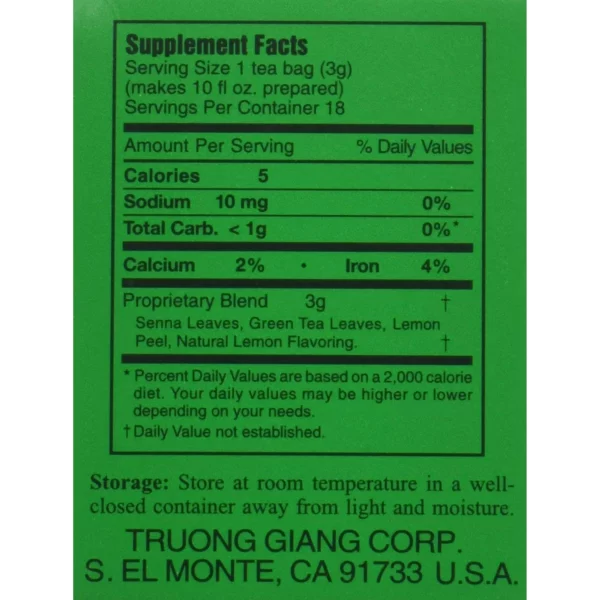 Supplement Facts
Serving Size 1 tea bag (3g)
(makes 10 fl oz. prepared)
Servings Per Container 18
Amount Per Serving % Daily Values
Calories 5
Sodium 10 mg 0%
Total Carb. < 1g 0%*
Calcium 2% • Iron 4%
Proprietary Blend 3g †
Senna Leaves, Green Tea Leaves, Lemon
Peel, Natural Lemon Flavoring. †
* Percent Daily Values are based on a 2,000 calorie
diet. Your daily values may be higher or lower
depending on your needs.
† Daily Value not established.
Storage: Store at room temperature in a well-
closed container away from light and moisture.
TRUONG GIANG CORP.
S. EL MONTE, CA 91733 U.S.A.